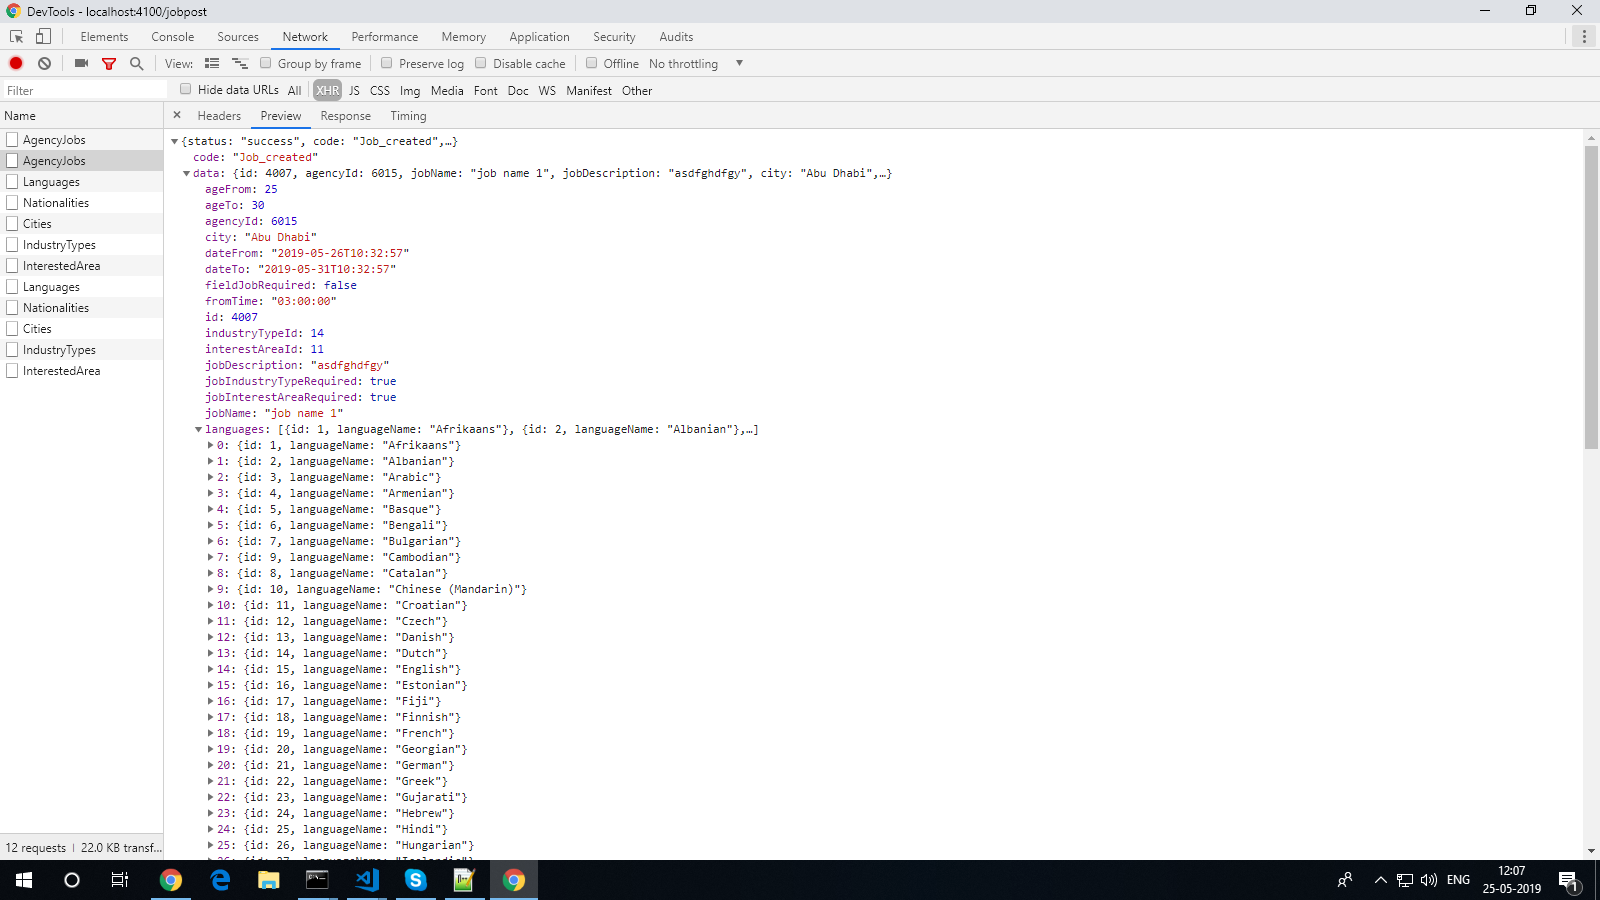 DevTools - localhost:4100/jobpost
Elements Console Sources Network Performance Memory Application Security Audits
View: Group by frame Preserve log Disable cache Offline No throttling
Filter Hide data URLs All XHR JS CSS Img Media Font Doc WS Manifest Other
Name Headers Preview Response Timing
AgencyJobs
AgencyJobs
Languages
Nationalities
Cities
IndustryTypes
InterestedArea
Languages
Nationalities
Cities
IndustryTypes
InterestedArea
12 requests | 22.0 KB transf...
{status: "success", code: "Job_created",…}
code: "Job_created"
data: {id: 4007, agencyId: 6015, jobName: "job name 1", jobDescription: "asdfghdfgy", city: "Abu Dhabi",…}
ageFrom: 25
ageTo: 30
agencyId: 6015
city: "Abu Dhabi"
dateFrom: "2019-05-26T10:32:57"
dateTo: "2019-05-31T10:32:57"
fieldJobRequired: false
fromTime: "03:00:00"
id: 4007
industryTypeId: 14
interestAreaId: 11
jobDescription: "asdfghdfgy"
jobIndustryTypeRequired: true
jobInterestAreaRequired: true
jobName: "job name 1"
languages: [{id: 1, languageName: "Afrikaans"}, {id: 2, languageName: "Albanian"},…]
0: {id: 1, languageName: "Afrikaans"}
1: {id: 2, languageName: "Albanian"}
2: {id: 3, languageName: "Arabic"}
3: {id: 4, languageName: "Armenian"}
4: {id: 5, languageName: "Basque"}
5: {id: 6, languageName: "Bengali"}
6: {id: 7, languageName: "Bulgarian"}
7: {id: 9, languageName: "Cambodian"}
8: {id: 8, languageName: "Catalan"}
9: {id: 10, languageName: "Chinese (Mandarin)"}
10: {id: 11, languageName: "Croatian"}
11: {id: 12, languageName: "Czech"}
12: {id: 13, languageName: "Danish"}
13: {id: 14, languageName: "Dutch"}
14: {id: 15, languageName: "English"}
15: {id: 16, languageName: "Estonian"}
16: {id: 17, languageName: "Fiji"}
17: {id: 18, languageName: "Finnish"}
18: {id: 19, languageName: "French"}
19: {id: 20, languageName: "Georgian"}
20: {id: 21, languageName: "German"}
21: {id: 22, languageName: "Greek"}
22: {id: 23, languageName: "Gujarati"}
23: {id: 24, languageName: "Hebrew"}
24: {id: 25, languageName: "Hindi"}
25: {id: 26, languageName: "Hungarian"}
ENG
12:07
25-05-2019
1